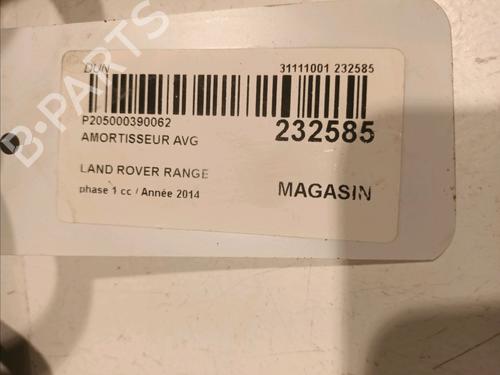 DUN
31111001 232585
P205000390062
232585
AMORTISSEUR AVG
LAND ROVER RANGE
phase 1 cc / Année 2014
MAGASIN
B-PARTS